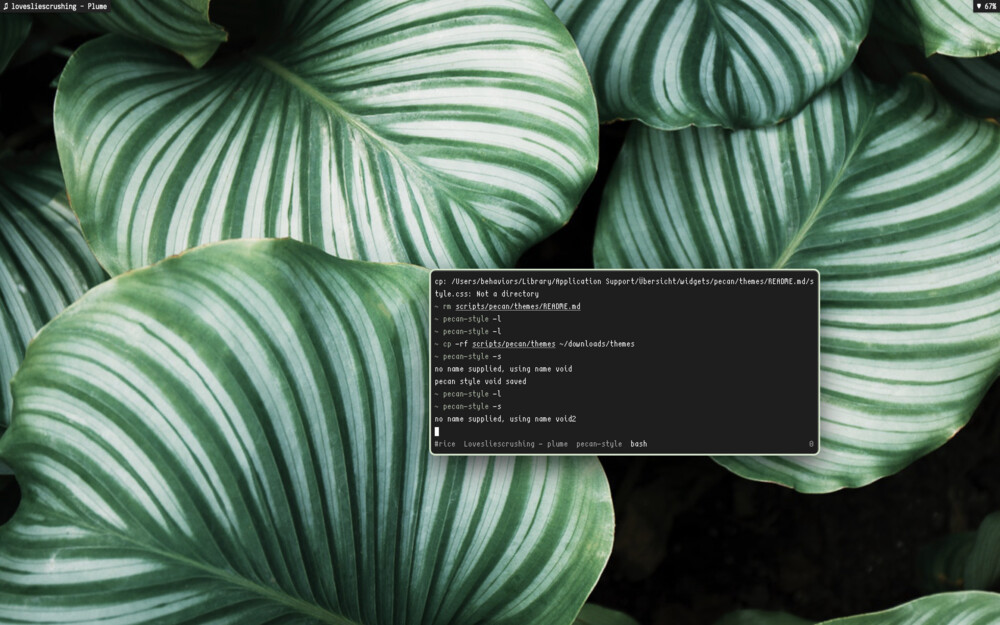 ♫ lovesliescrushing - Plume
♥ 67%
cp: /Users/behaviors/Library/Application Support/Übersicht/widgets/pecan/themes/README.md/s
tyle.css: Not a directory
~ rm scripts/pecan/themes/README.md
~ pecan-style -l
~ pecan-style -l
~ cp -rf scripts/pecan/themes ~/downloads/themes
~ pecan-style -s
no name supplied, using name void
pecan style void saved
~ pecan-style -l
~ pecan-style -s
no name supplied, using name void2
#rice Lovesliescrushing - plume pecan-style bash 0